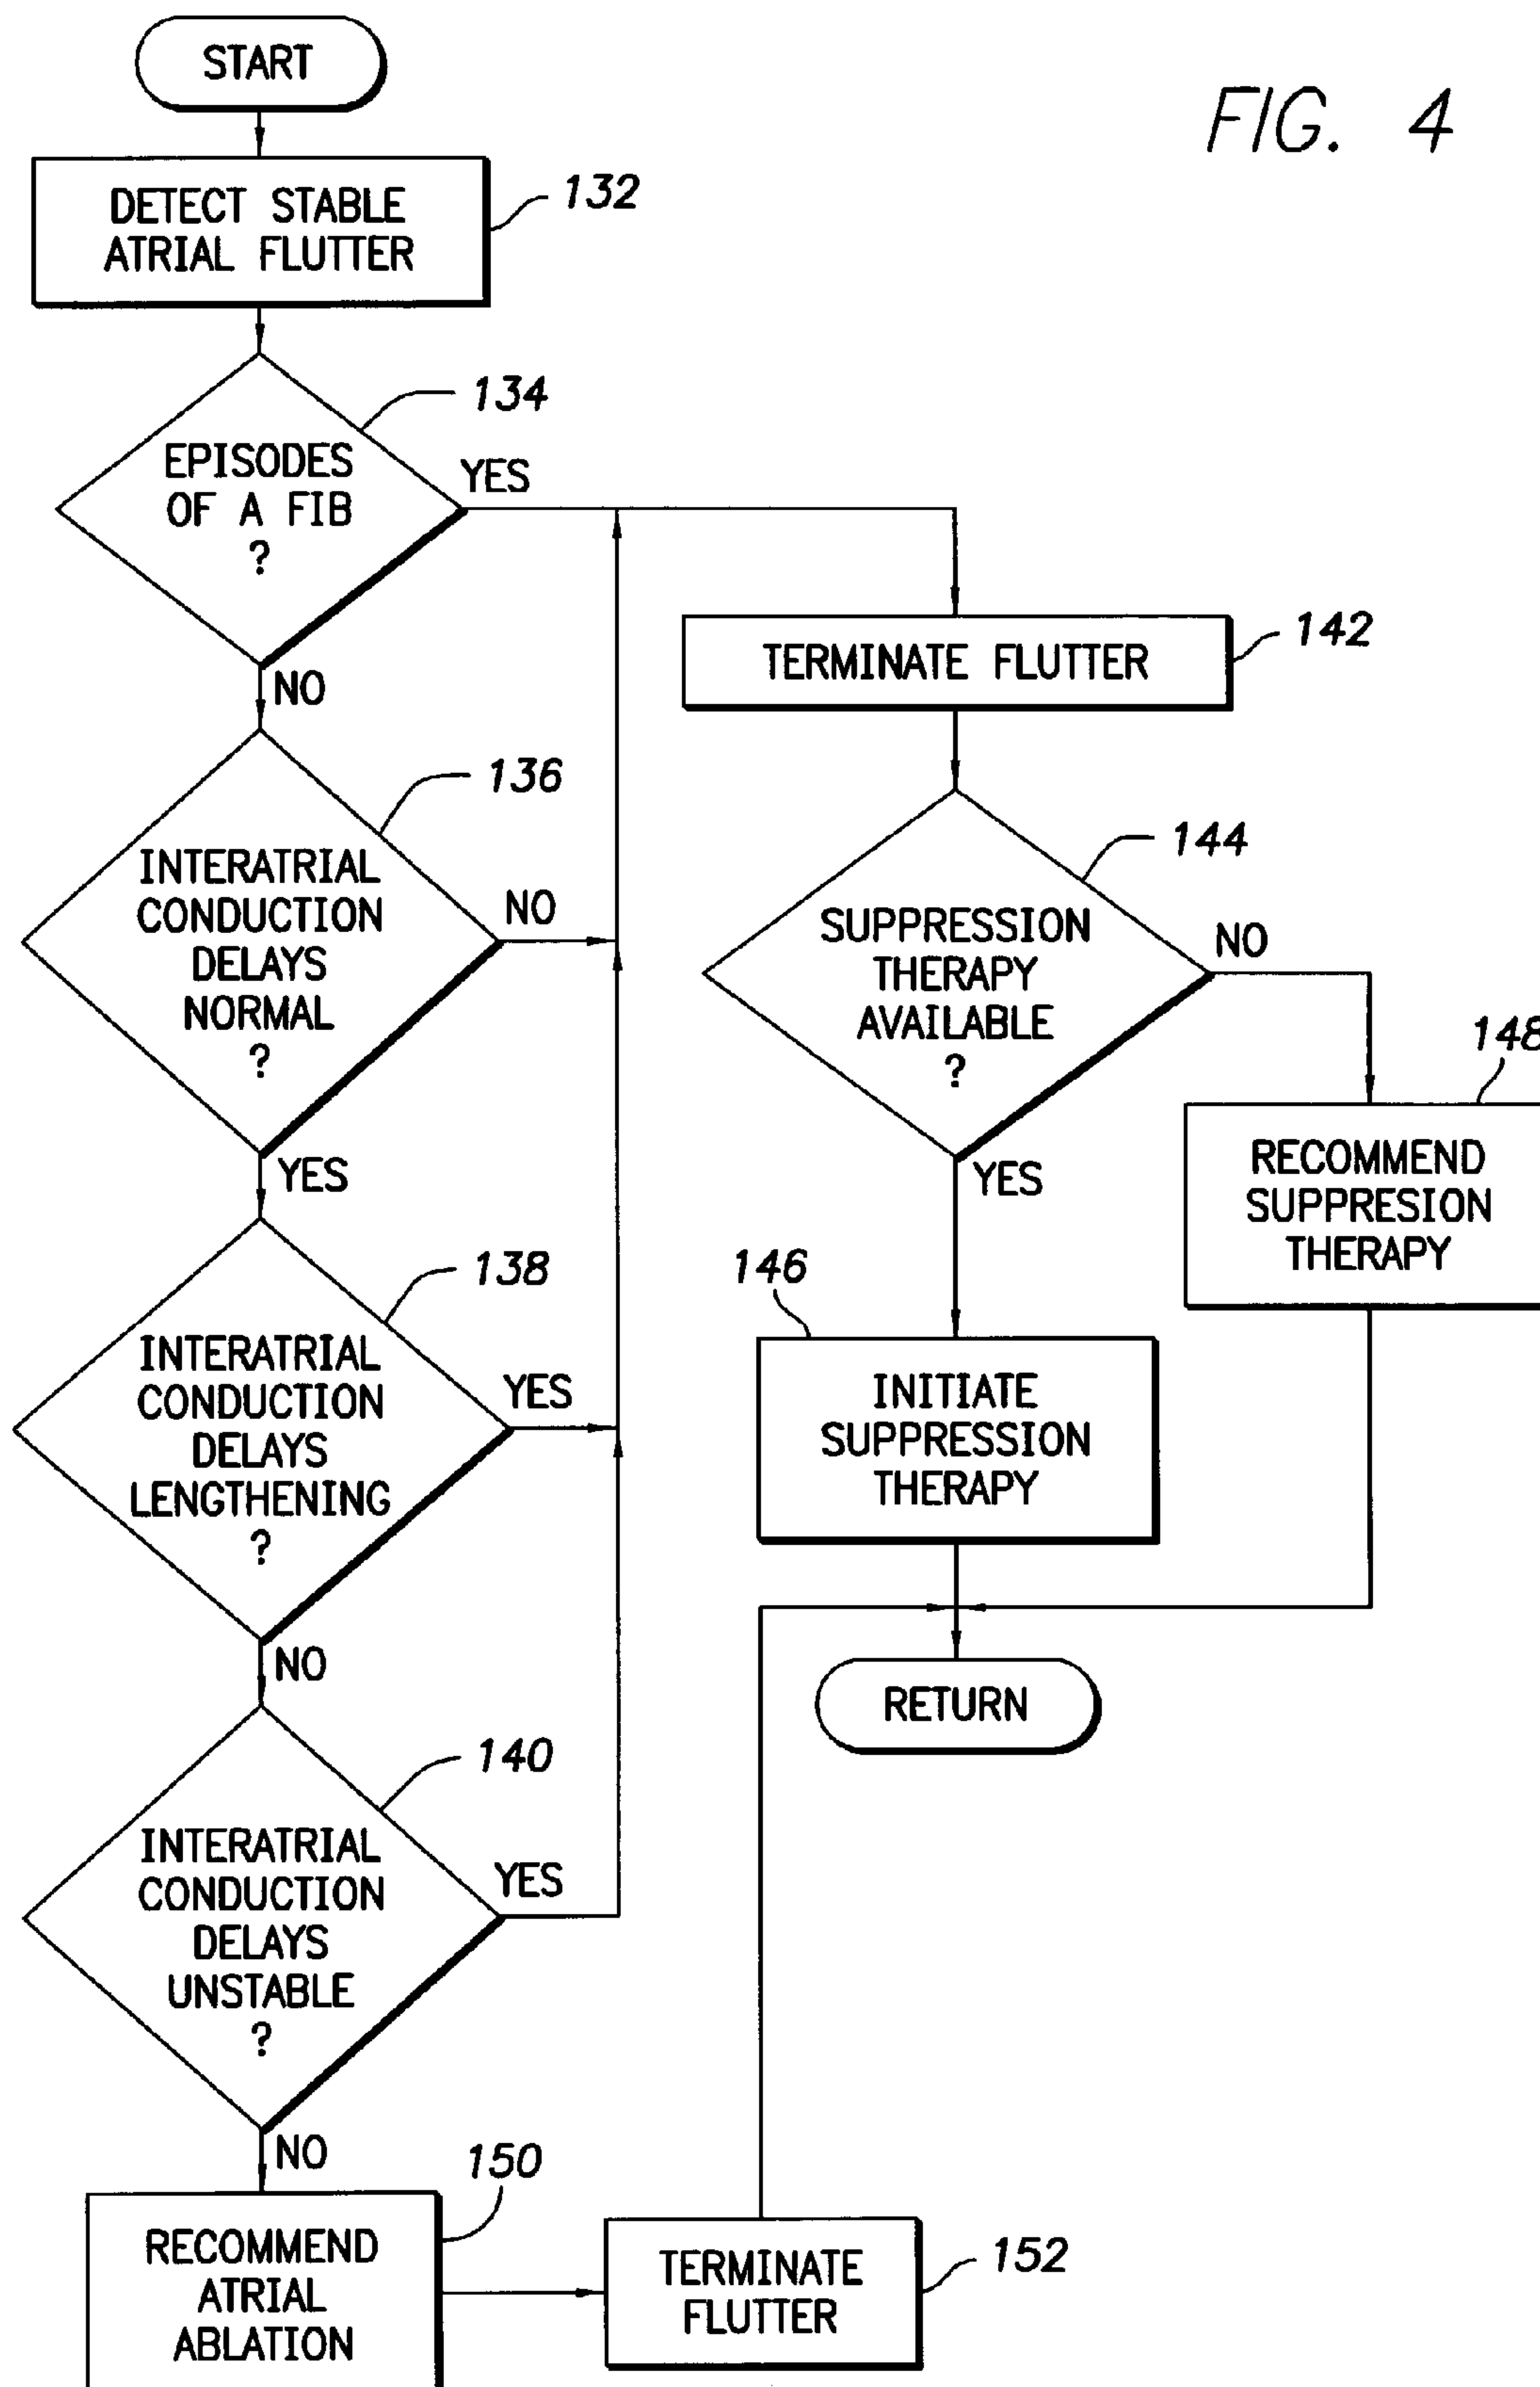 START
FIG. 4
DETECT STABLE
ATRIAL FLUTTER
132
134
EPISODES
OF A FIB
?
YES
NO
136
INTERATRIAL
CONDUCTION
DELAYS
NORMAL
?
NO
YES
138
INTERATRIAL
CONDUCTION
DELAYS
LENGTHENING
?
YES
NO
140
INTERATRIAL
CONDUCTION
DELAYS
UNSTABLE
?
YES
NO
150
RECOMMEND
ATRIAL
ABLATION
TERMINATE
FLUTTER
152
TERMINATE FLUTTER
142
144
SUPPRESSION
THERAPY
AVAILABLE
?
NO
YES
148
RECOMMEND
SUPPRESION
THERAPY
146
INITIATE
SUPPRESSION
THERAPY
RETURN